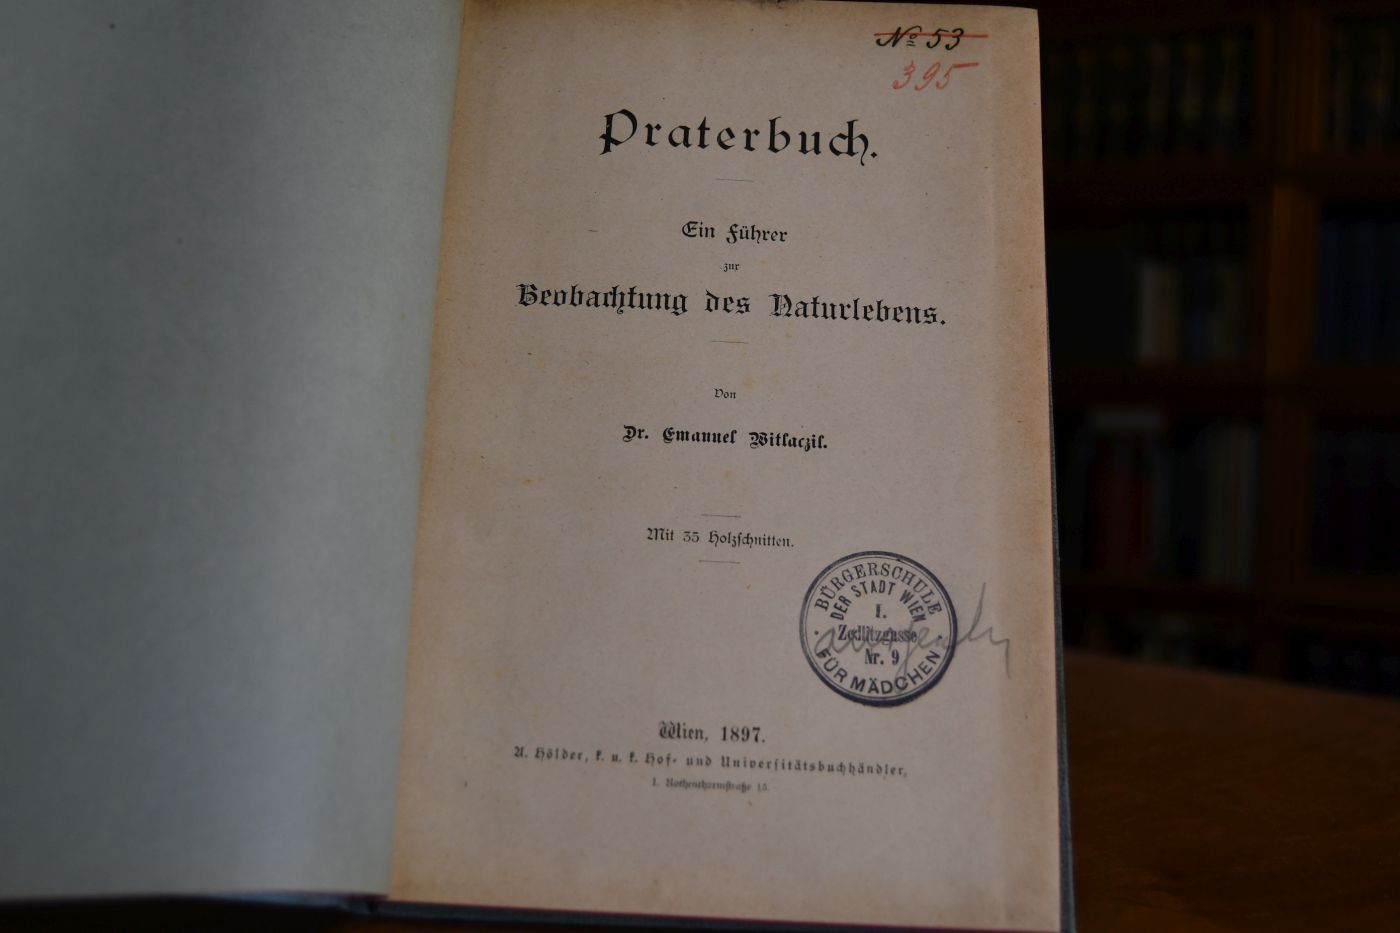 No 53
395
Praterbuch.
Ein Führer
zur
Beobachtung des Naturlebens.
Von
Dr. Emanuel Witlaczil.
Mit 35 Holzschnitten.
BÜRGERSCHULE
DER STADT WIEN
I.
Zedlitzgasse
Nr. 9
FÜR MÄDCHEN
Wien, 1897.
A. Hölder, k. u. k. Hof- und Universitätsbuchhändler,
I. Rothenthurmstraße 15.